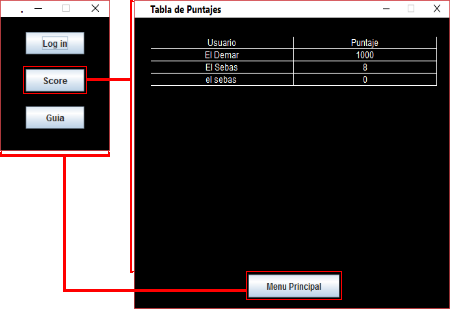 Log in
Score
Guia
Tabla de Puntajes
Usuario Puntaje
El Demar 1000
El Sebas 8
el sebas 0
Menu Principal